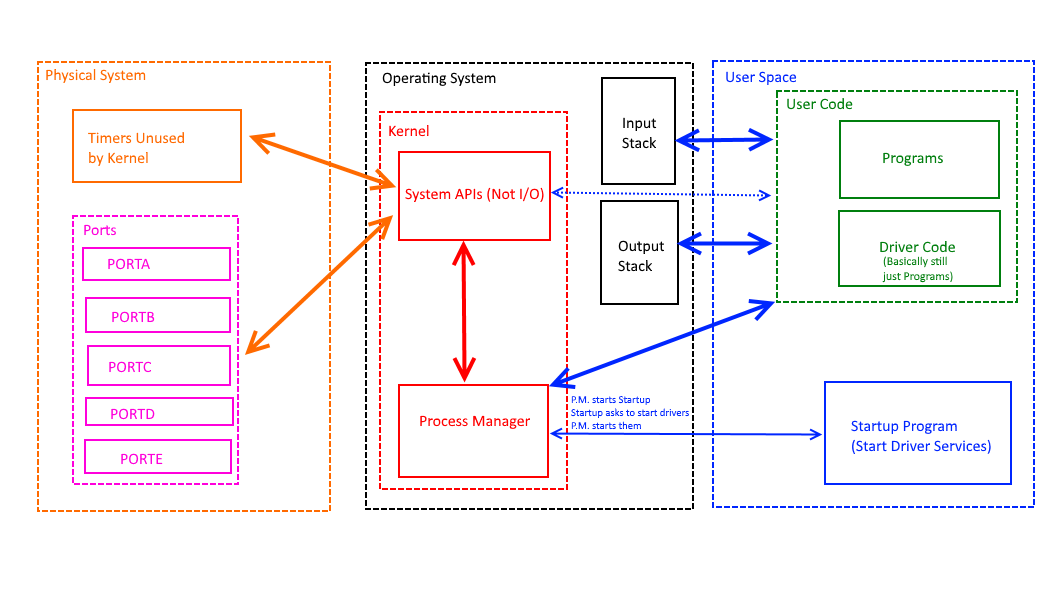 Physical System
Timers Unused
by Kernel
Ports
PORTA
PORTB
PORTC
PORTD
PORTE
Operating System
Kernel
System APIs (Not I/O)
Process Manager
Input
Stack
Output
Stack
P.M. starts Startup
Startup asks to start drivers
P.M. starts them
User Space
User Code
Programs
Driver Code
(Basically still
just Programs)
Startup Program
(Start Driver Services)